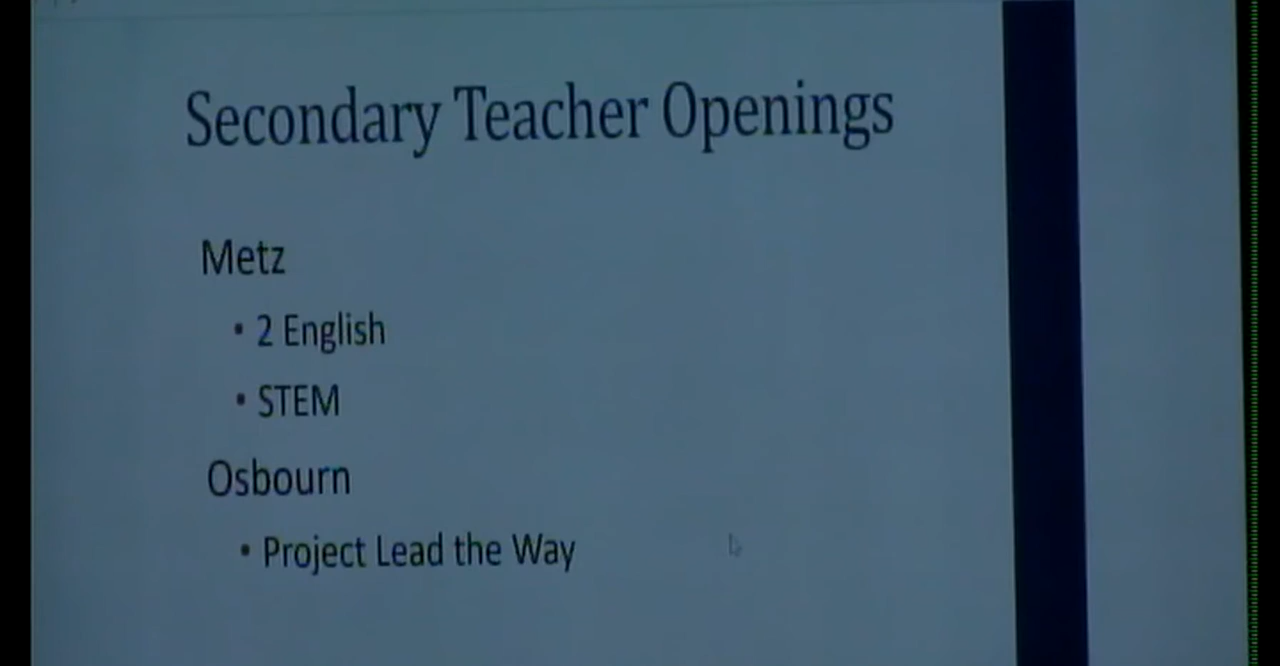 Secondary Teacher Openings
Metz
• 2 English
• STEM
Osbourn
• Project Lead the Way